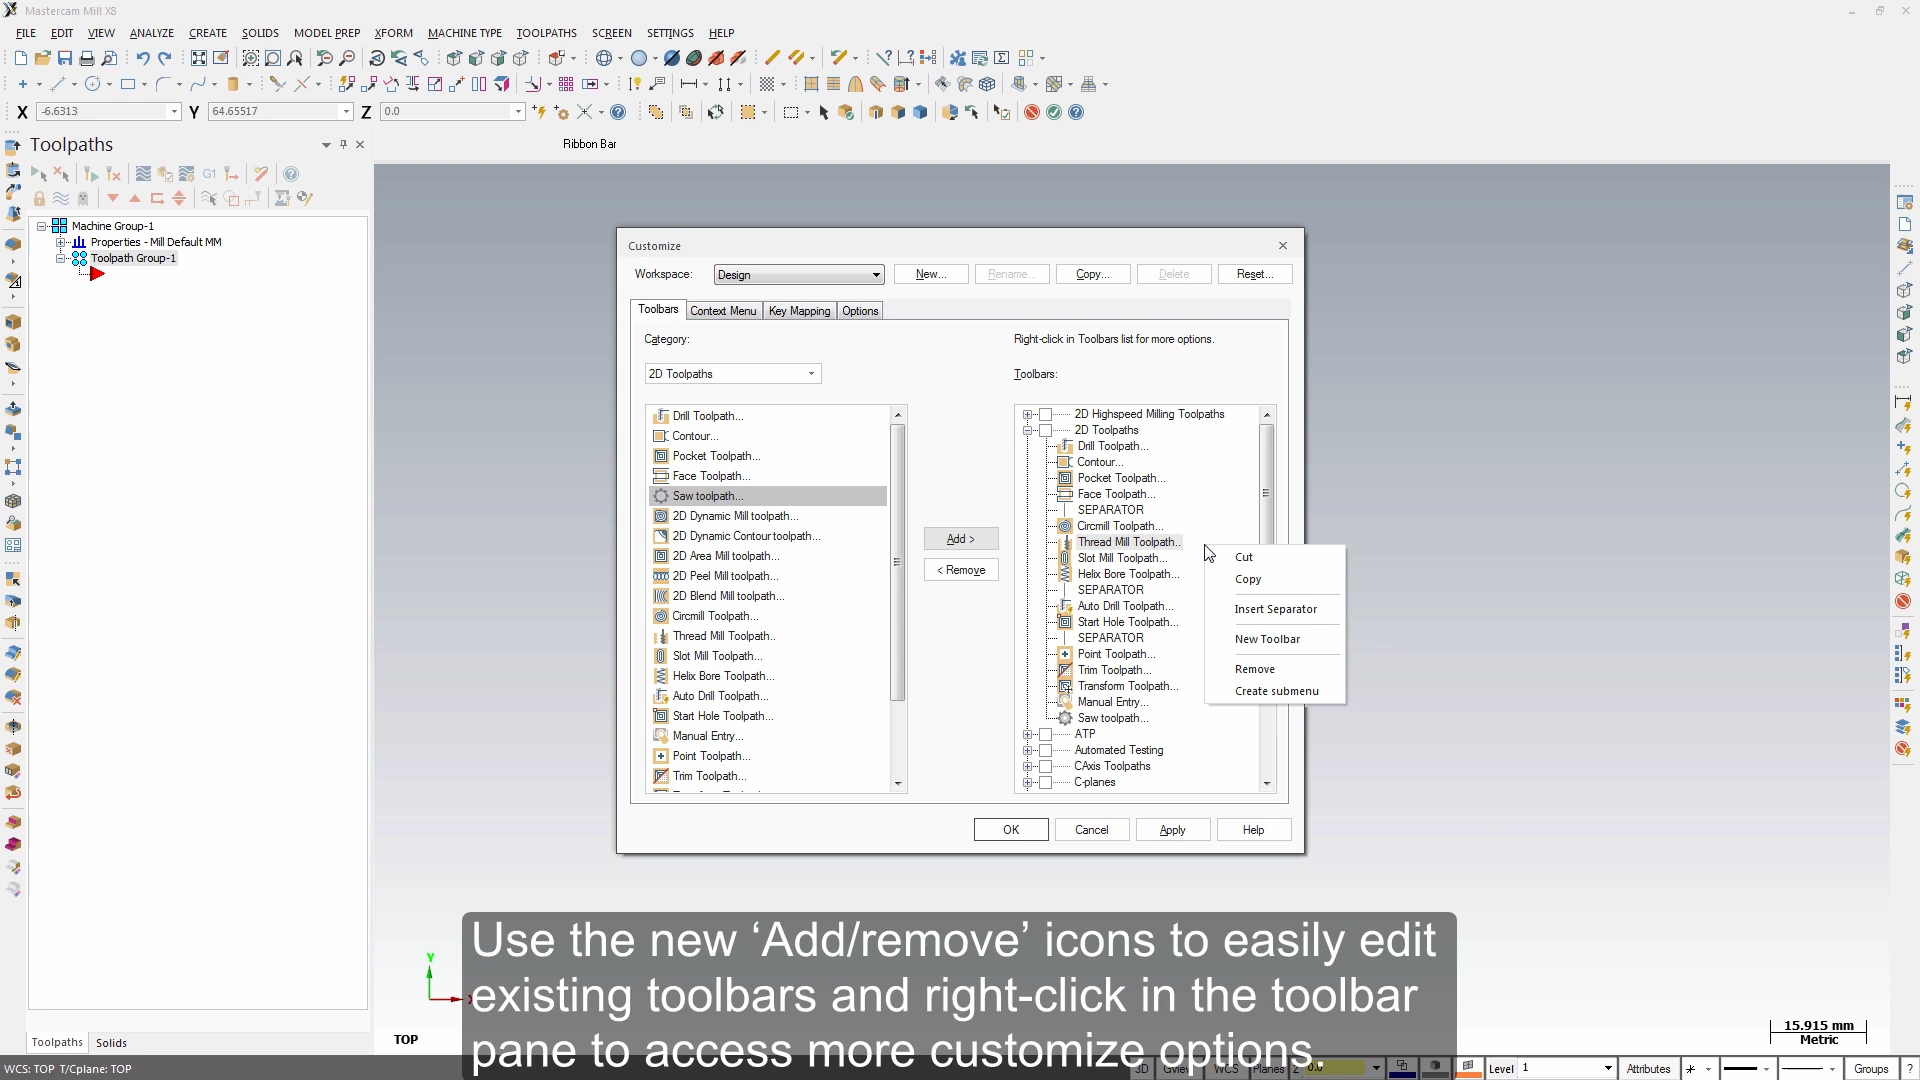 Mastercam Mill X8
FILE EDIT VIEW ANALYZE CREATE SOLIDS MODEL PREP XFORM MACHINE TYPE TOOLPATHS SCREEN SETTINGS HELP
X -6.6313 Y 64.65517 Z 0.0
Toolpaths
Ribbon Bar
G1
Machine Group-1
Properties - Mill Default MM
Toolpath Group-1
Customize
Workspace: Design New... Rename... Copy... Delete Reset...
Toolbars Context Menu Key Mapping Options
Category:
2D Toolpaths
Drill Toolpath...
Contour...
Pocket Toolpath...
Face Toolpath...
Saw toolpath...
2D Dynamic Mill toolpath...
2D Dynamic Contour toolpath...
2D Area Mill toolpath...
2D Peel Mill toolpath...
2D Blend Mill toolpath...
Circmill Toolpath...
Thread Mill Toolpath..
Slot Mill Toolpath...
Helix Bore Toolpath...
Auto Drill Toolpath...
Start Hole Toolpath...
Manual Entry...
Point Toolpath...
Trim Toolpath...
Add >
< Remove
Right-click in Toolbars list for more options.
Toolbars:
2D Highspeed Milling Toolpaths
2D Toolpaths
Drill Toolpath...
Contour...
Pocket Toolpath...
Face Toolpath...
SEPARATOR
Circmill Toolpath...
Thread Mill Toolpath..
Slot Mill Toolpath...
Helix Bore Toolpath...
SEPARATOR
Auto Drill Toolpath...
Start Hole Toolpath...
SEPARATOR
Point Toolpath...
Trim Toolpath...
Transform Toolpath...
Manual Entry...
Saw toolpath...
ATP
Automated Testing
CAxis Toolpaths
C-planes
Cut
Copy
Insert Separator
New Toolbar
Remove
Create submenu
OK Cancel Apply Help
Use the new ‘Add/remove’ icons to easily edit
existing toolbars and right-click in the toolbar
pane to access more customize options.
Y
TOP
15.915 mm
Metric
Toolpaths Solids
WCS: TOP T/Cplane: TOP
3D Gview WCS Planes Z 0.0 Level 1 Attributes Groups ?